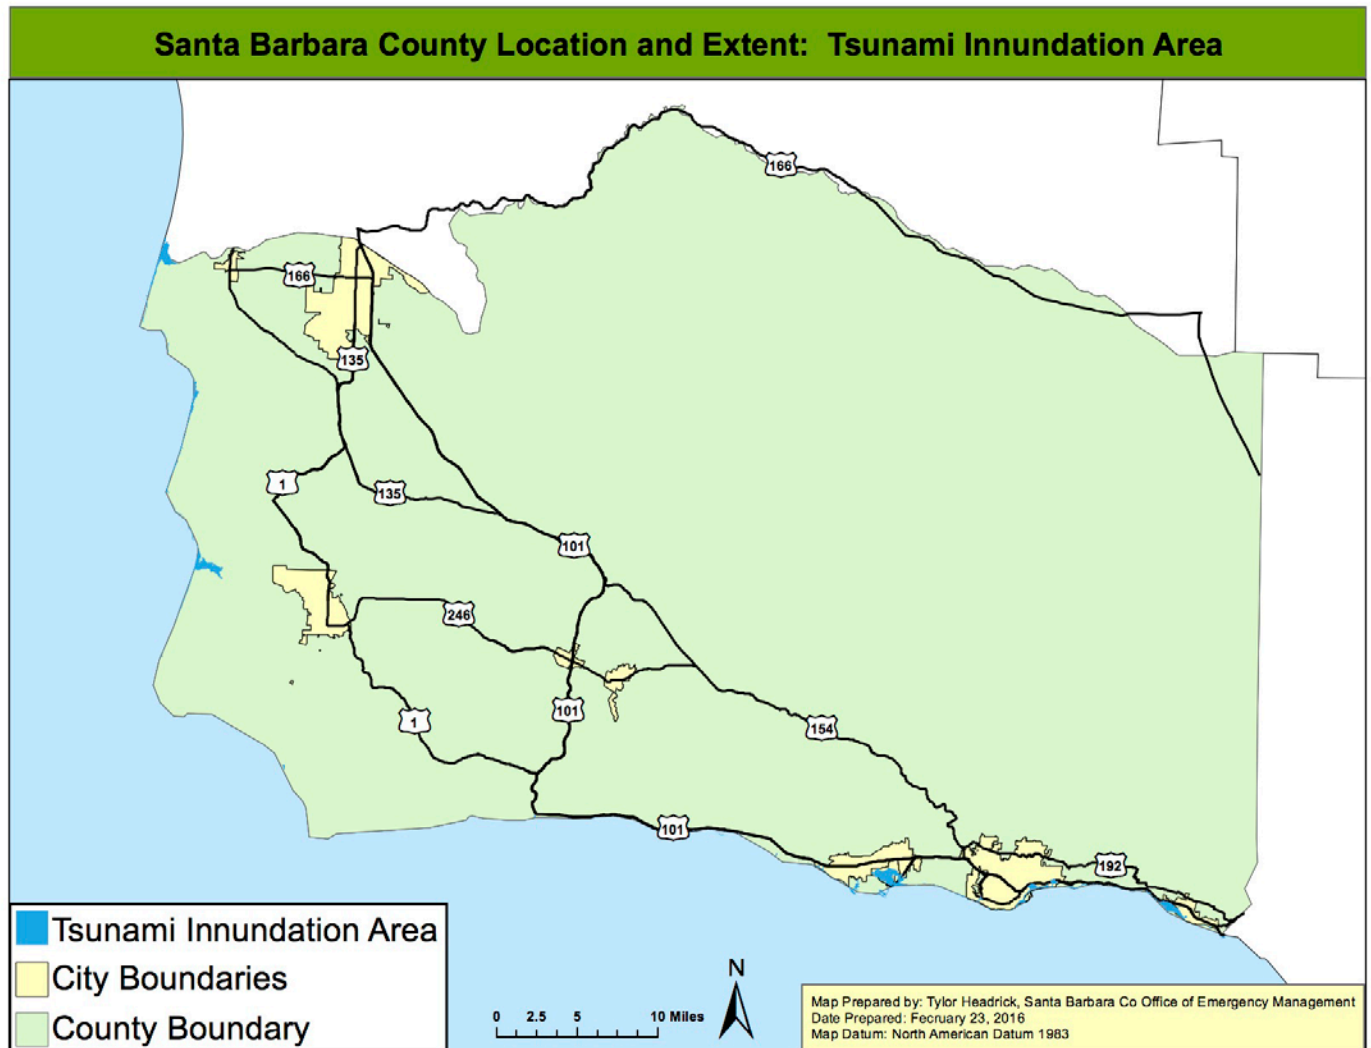 Santa Barbara County Location and Extent:  Tsunami Innundation Area
166
166
135
1
135
101
246
101
1
154
101
192
Tsunami Innundation Area
City Boundaries
County Boundary
N
0 2.5 5 10 Miles
Map Prepared by: Tylor Headrick, Santa Barbara Co Office of Emergency Management
Date Prepared: Fecruary 23, 2016
Map Datum: North American Datum 1983